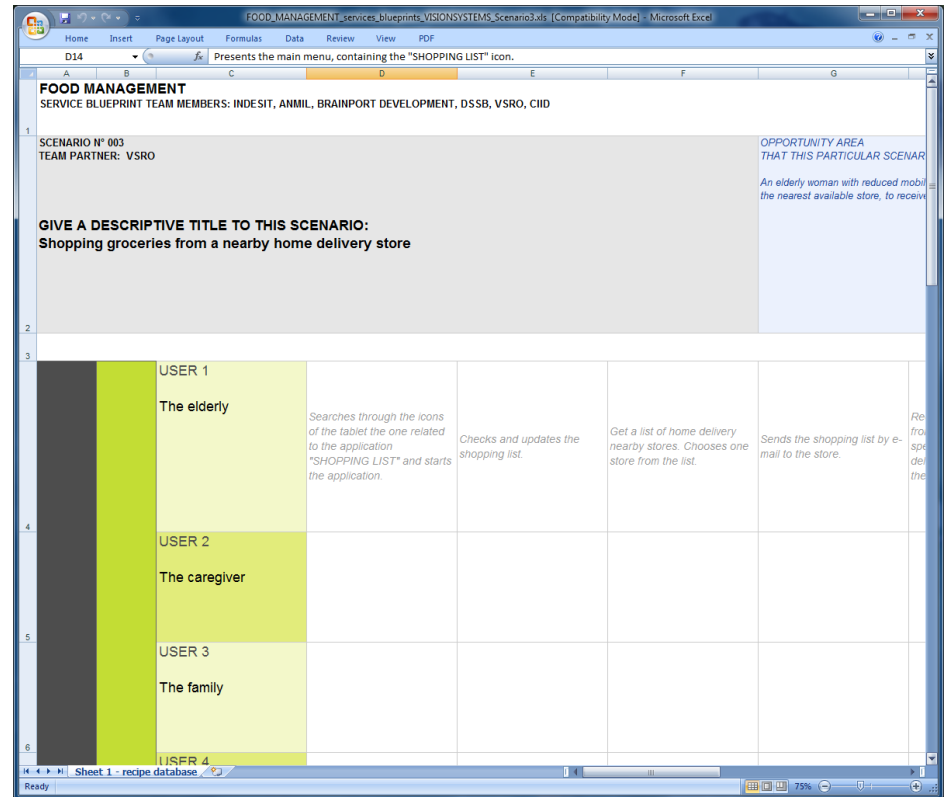 FOOD_MANAGEMENT_services_blueprints_VISIONSYSTEMS_Scenario3.xls [Compatibility Mode] - Microsoft Excel
Home Insert Page Layout Formulas Data Review View PDF
D14 fx Presents the main menu, containing the "SHOPPING LIST" icon.
A B C D E F G
FOOD MANAGEMENT
SERVICE BLUEPRINT TEAM MEMBERS: INDESIT, ANMIL, BRAINPORT DEVELOPMENT, DSSB, VSRO, CIID
1
SCENARIO N° 003
TEAM PARTNER: VSRO
GIVE A DESCRIPTIVE TITLE TO THIS SCENARIO:
Shopping groceries from a nearby home delivery store
OPPORTUNITY AREA
THAT THIS PARTICULAR SCENAR
An elderly woman with reduced mobil
the nearest available store, to receive
2
3
USER 1
The elderly
Searches through the icons
of the tablet the one related
to the application
"SHOPPING LIST" and starts
the application.
Checks and updates the
shopping list.
Get a list of home delivery
nearby stores. Chooses one
store from the list.
Sends the shopping list by e-
mail to the store.
Re
fro
spe
del
the
4
USER 2
The caregiver
5
USER 3
The family
6
USER 4
Sheet 1 - recipe database
Ready 75%